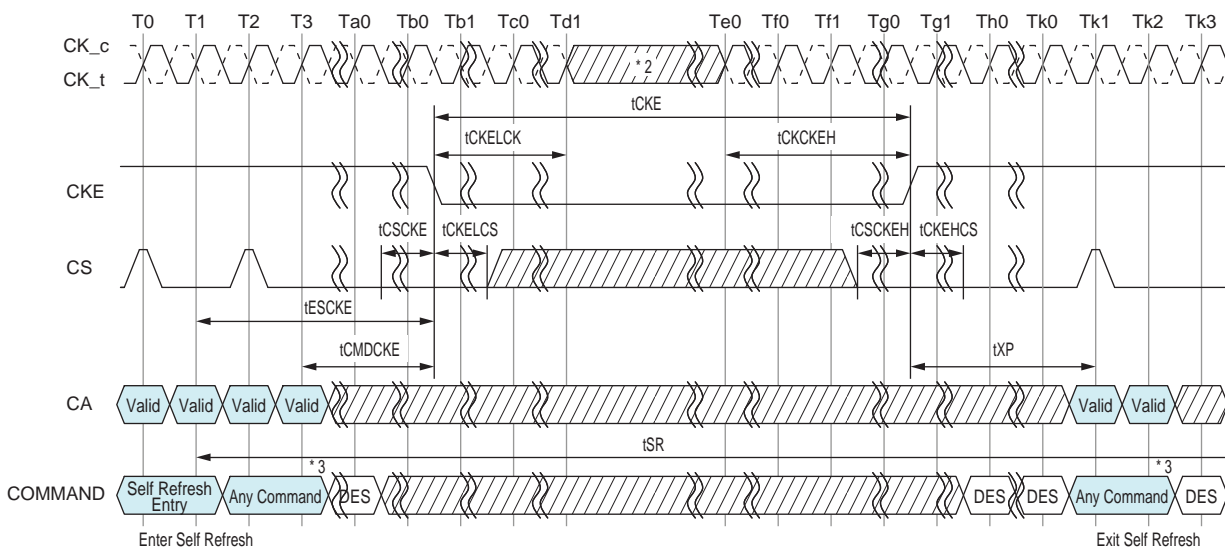 T0 T1 T2 T3 Ta0 Tb0 Tb1 Tc0 Td1 Te0 Tf0 Tf1 Tg0 Tg1 Th0 Tk0 Tk1 Tk2 Tk3
CK_c
CK_t
* 2
tCKE
tCKELCK tCKCKEH
CKE
tCSCKE tCKELCS tCSCKEH tCKEHCS
CS
tESCKE
tCMDCKE tXP
CA Valid Valid Valid Valid Valid Valid
tSR
* 3 * 3
COMMAND Self Refresh Entry Any Command DES DES DES Any Command DES
Enter Self Refresh Exit Self Refresh